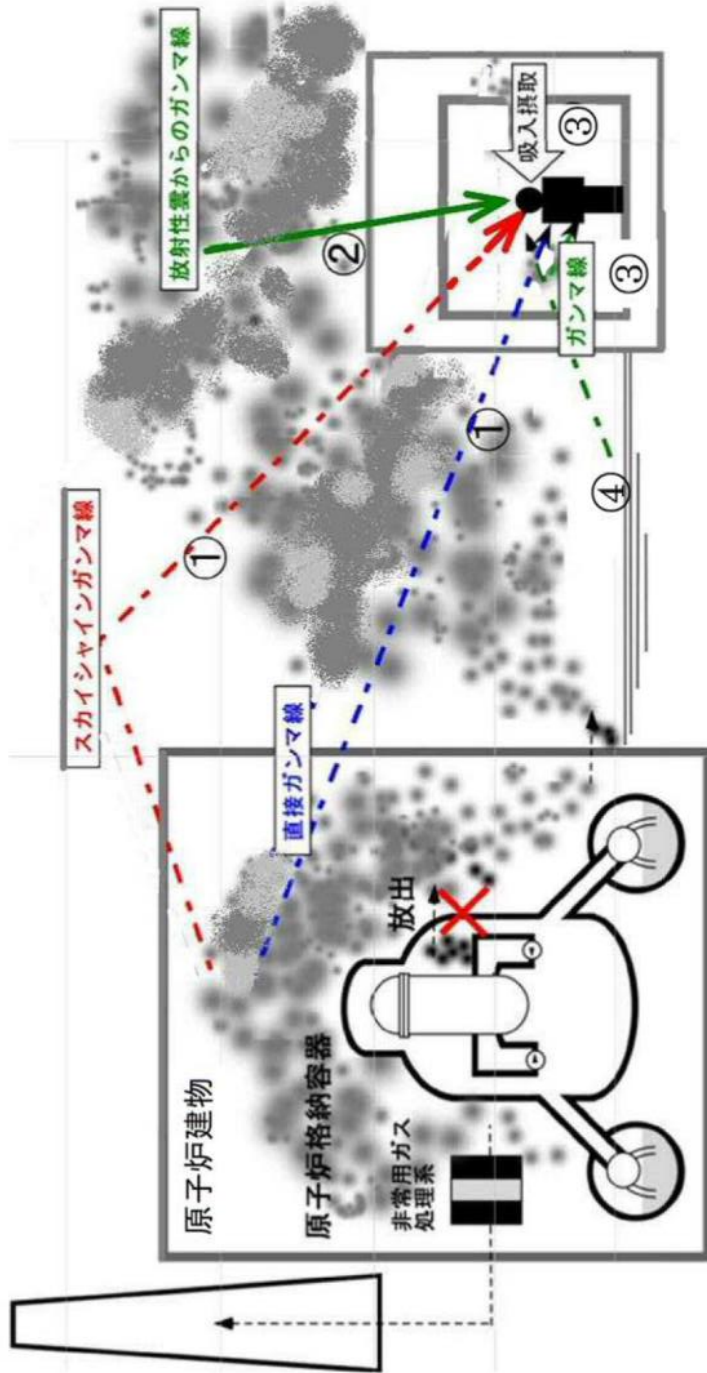 スカイシャインガンマ線
放射性雲からのガンマ線
①
②
原子炉建物
直接ガンマ線
①
吸入摂取
原子炉格納容器
放出
③
ガンマ線
③
非常用ガス
処理系
④